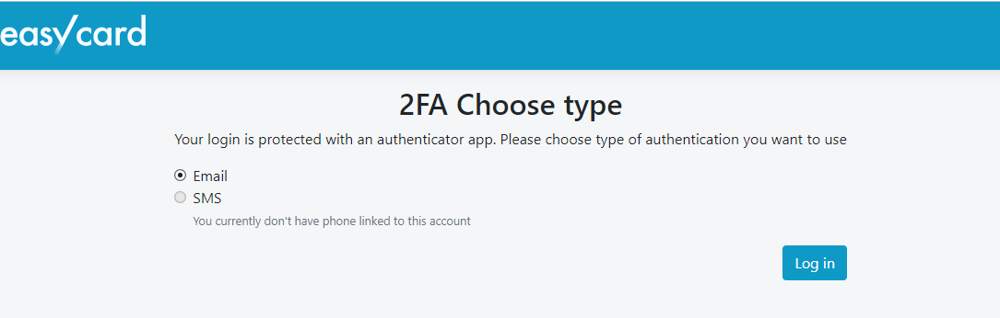 easycard
2FA Choose type
Your login is protected with an authenticator app. Please choose type of authentication you want to use
Email
SMS
You currently don't have phone linked to this account
Log in